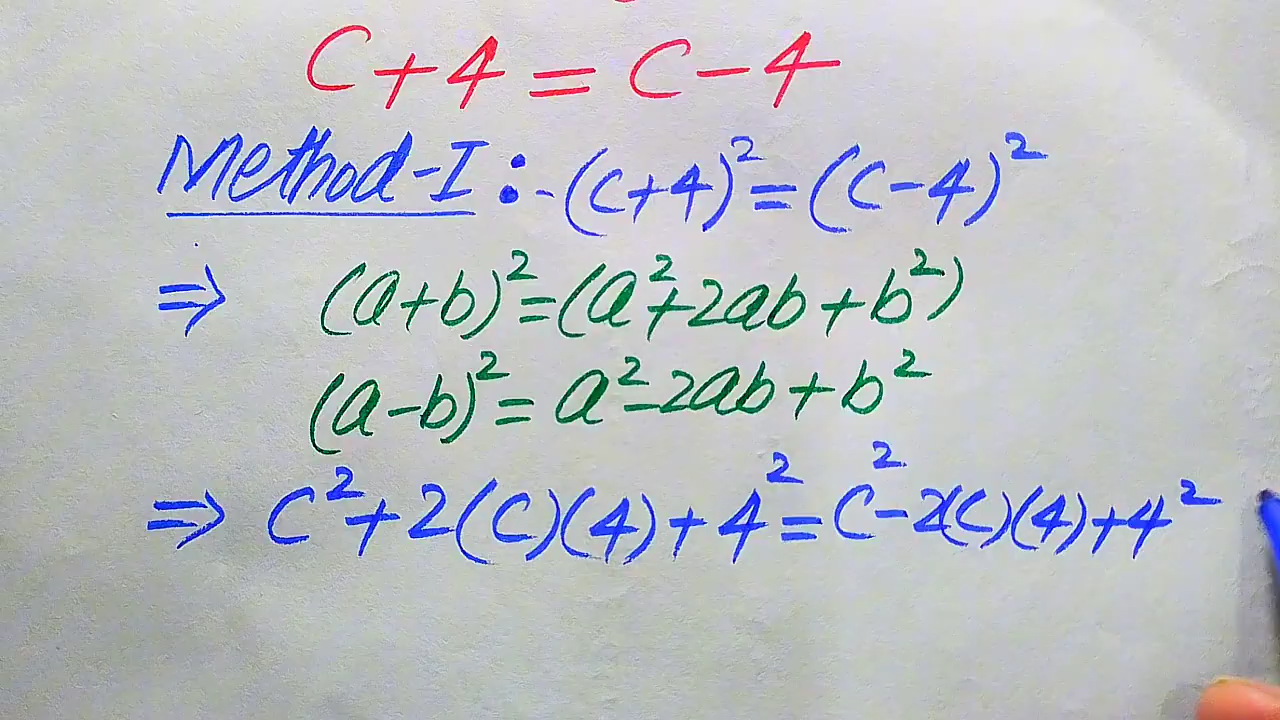 C+4=C-4
Method-I:-(C+4)²=(C-4)²
⇒ (a+b)²=(a²+2ab+b²)
(a-b)²=a²-2ab+b²
⇒ C²+2(C)(4)+4²=C²-2(C)(4)+4²